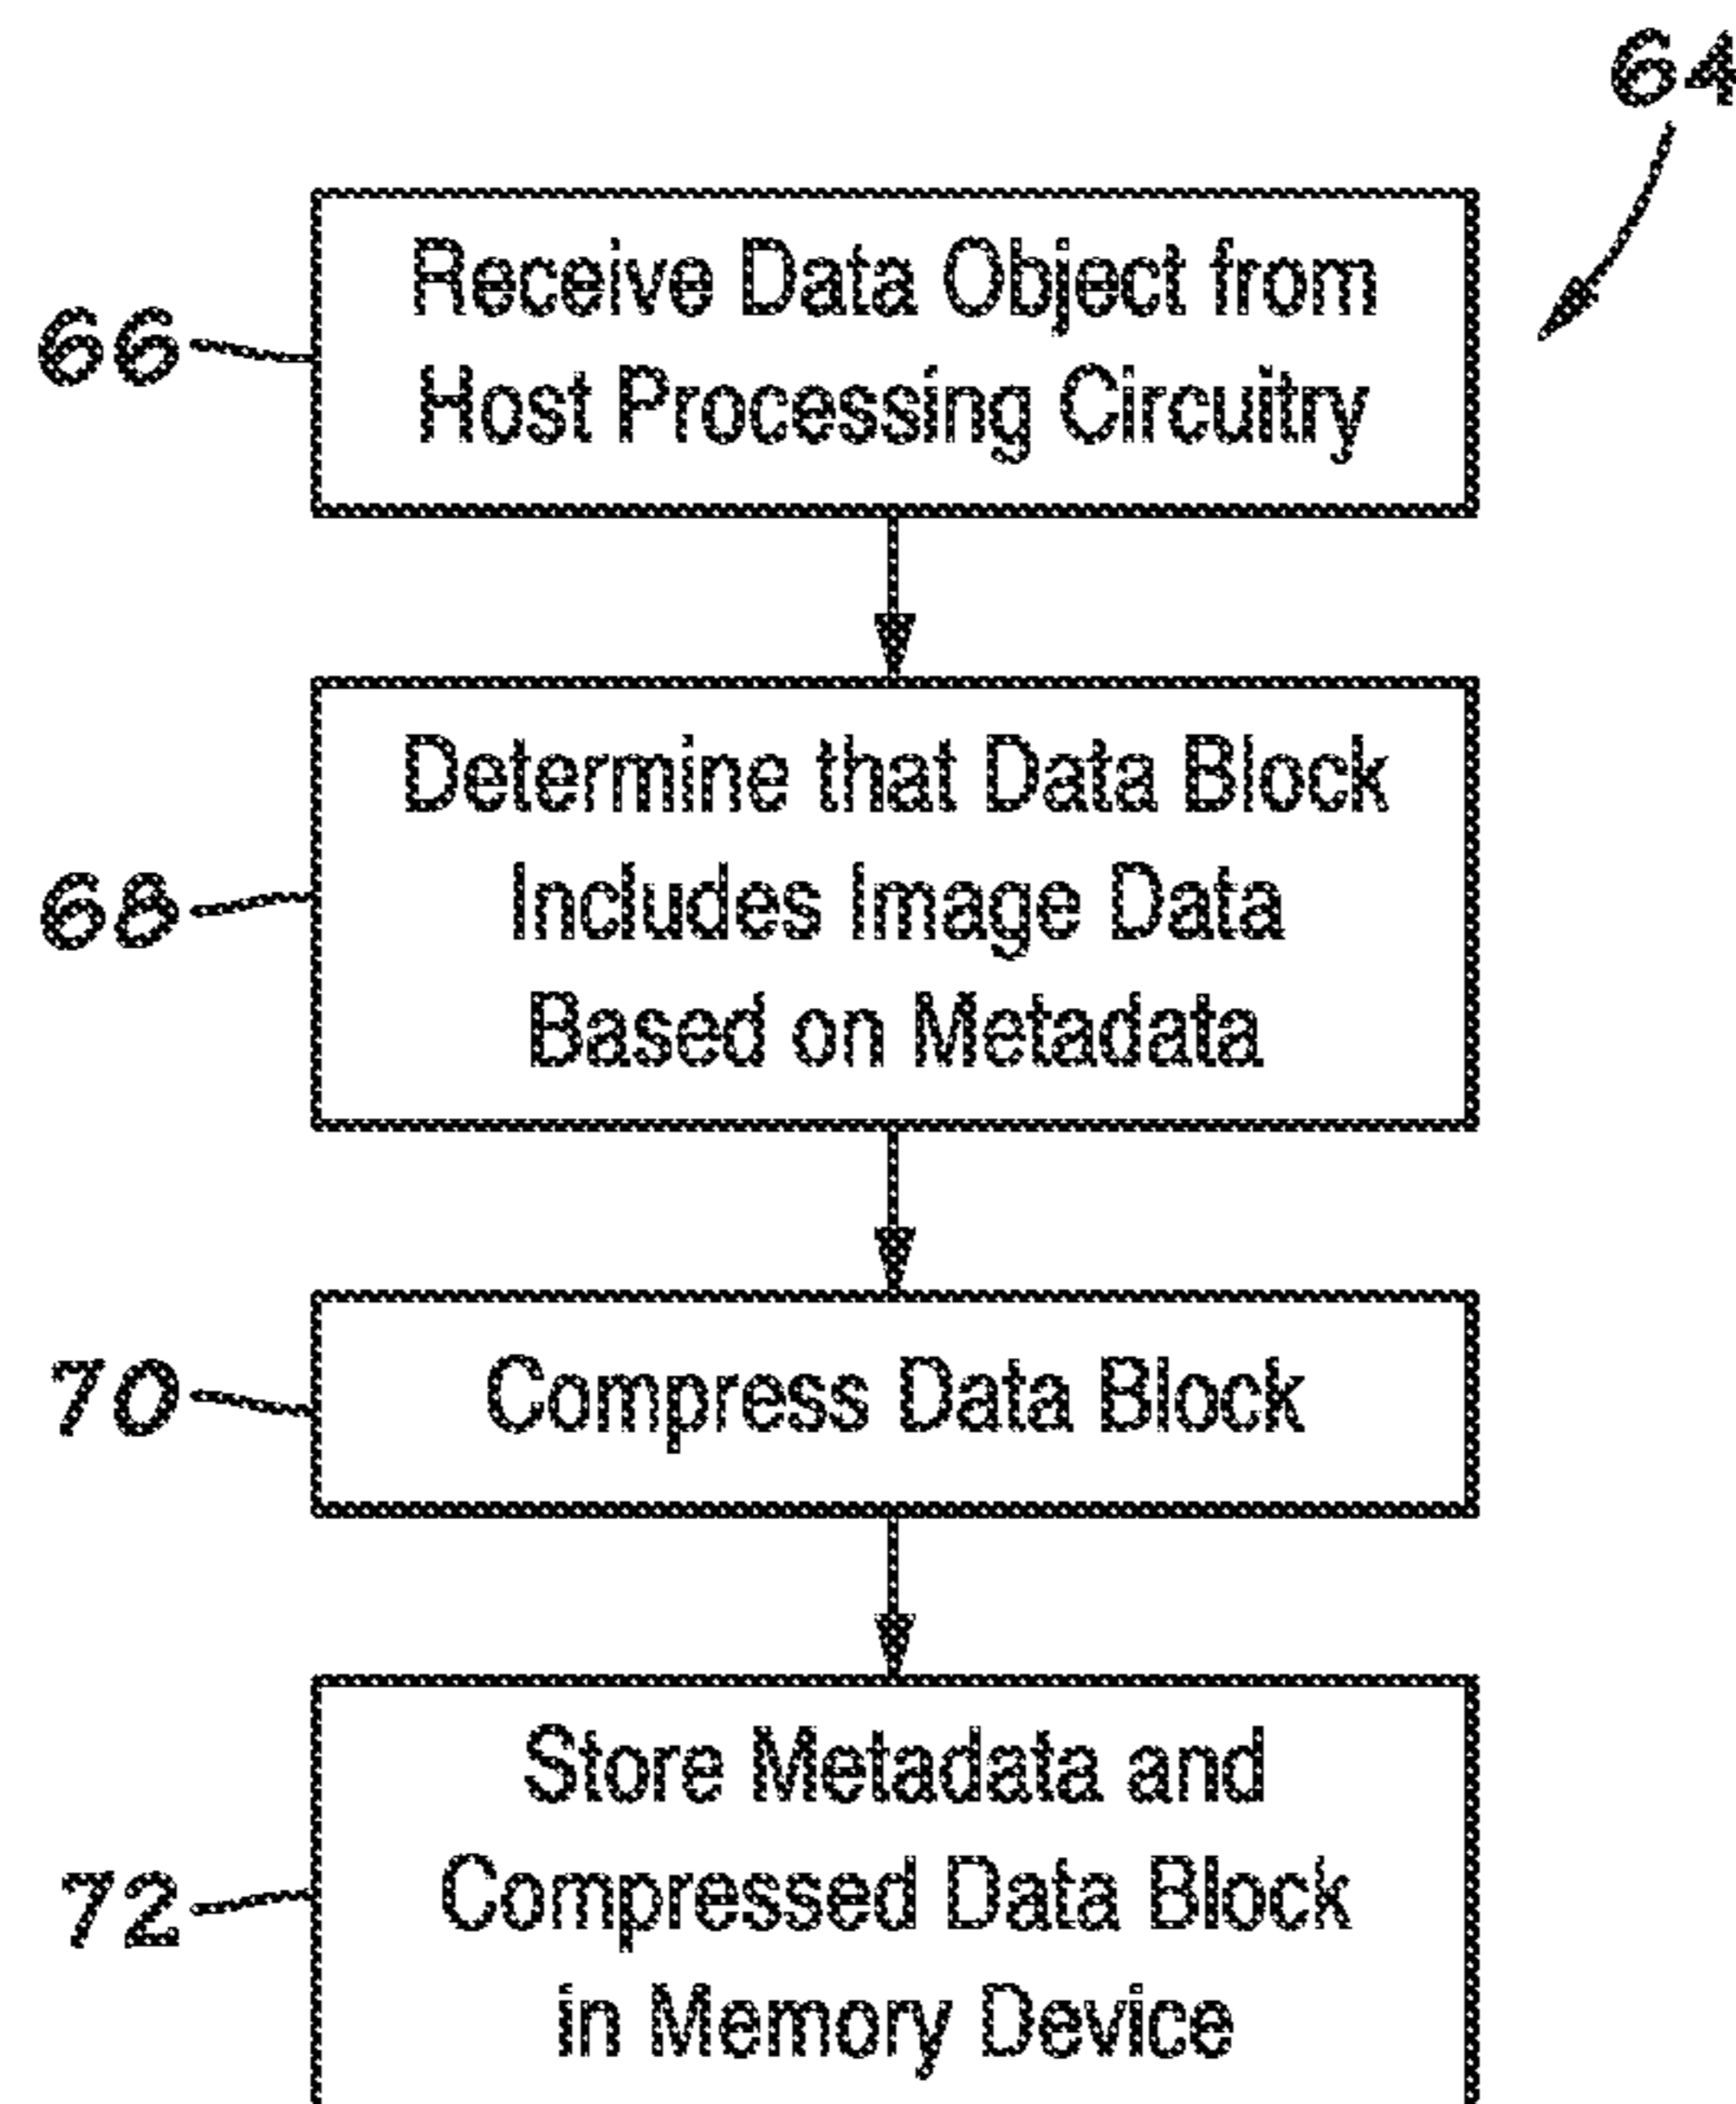 64
66
Receive Data Object from
Host Processing Circuitry
68
Determine that Data Block
Includes Image Data
Based on Metadata
70
Compress Data Block
72
Store Metadata and
Compressed Data Block
in Memory Device